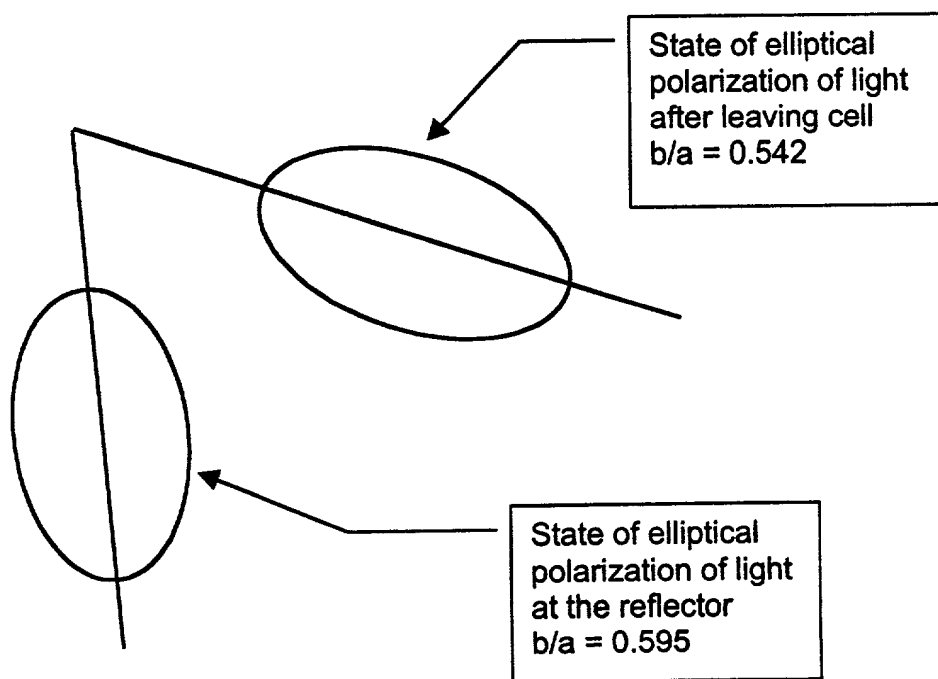 State of elliptical
polarization of light
after leaving cell
b/a = 0.542
State of elliptical
polarization of light
at the reflector
b/a = 0.595